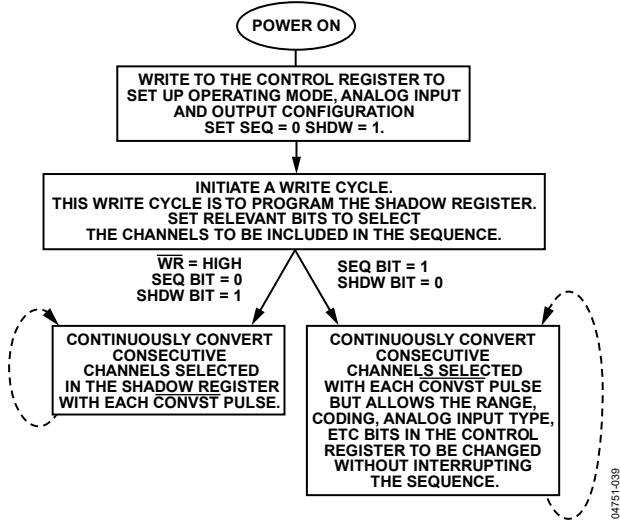 POWER ON
WRITE TO THE CONTROL REGISTER TO
SET UP OPERATING MODE, ANALOG INPUT
AND OUTPUT CONFIGURATION
SET SEQ = 0 SHDW = 1.
INITIATE A WRITE CYCLE.
THIS WRITE CYCLE IS TO PROGRAM THE SHADOW REGISTER.
SET RELEVANT BITS TO SELECT
THE CHANNELS TO BE INCLUDED IN THE SEQUENCE.
WR = HIGH
SEQ BIT = 0
SHDW BIT = 1
SEQ BIT = 1
SHDW BIT = 0
CONTINUOUSLY CONVERT
CONSECUTIVE
CHANNELS SELECTED
IN THE SHADOW REGISTER
WITH EACH CONVST PULSE.
CONTINUOUSLY CONVERT
CONSECUTIVE
CHANNELS SELECTED
WITH EACH CONVST PULSE
BUT ALLOWS THE RANGE,
CODING, ANALOG INPUT TYPE,
ETC BITS IN THE CONTROL
REGISTER TO BE CHANGED
WITHOUT INTERRUPTING
THE SEQUENCE.
04751-039